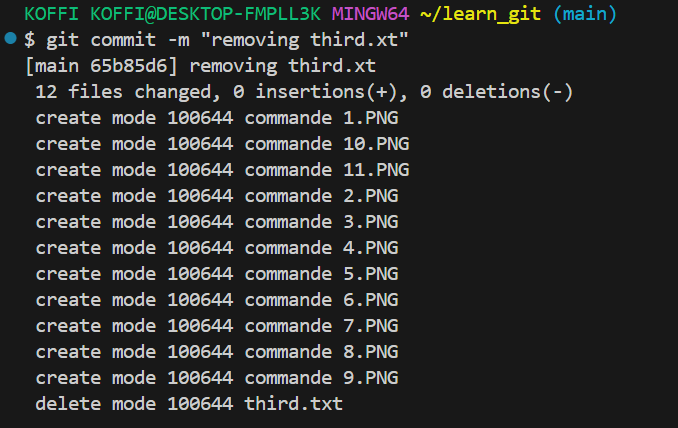 KOFFI KOFFI@DESKTOP-FMPLL3K MINGW64 ~/learn_git (main)
$ git commit -m "removing third.xt"
[main 65b85d6] removing third.xt
 12 files changed, 0 insertions(+), 0 deletions(-)
 create mode 100644 commande 1.PNG
 create mode 100644 commande 10.PNG
 create mode 100644 commande 11.PNG
 create mode 100644 commande 2.PNG
 create mode 100644 commande 3.PNG
 create mode 100644 commande 4.PNG
 create mode 100644 commande 5.PNG
 create mode 100644 commande 6.PNG
 create mode 100644 commande 7.PNG
 create mode 100644 commande 8.PNG
 create mode 100644 commande 9.PNG
 delete mode 100644 third.txt